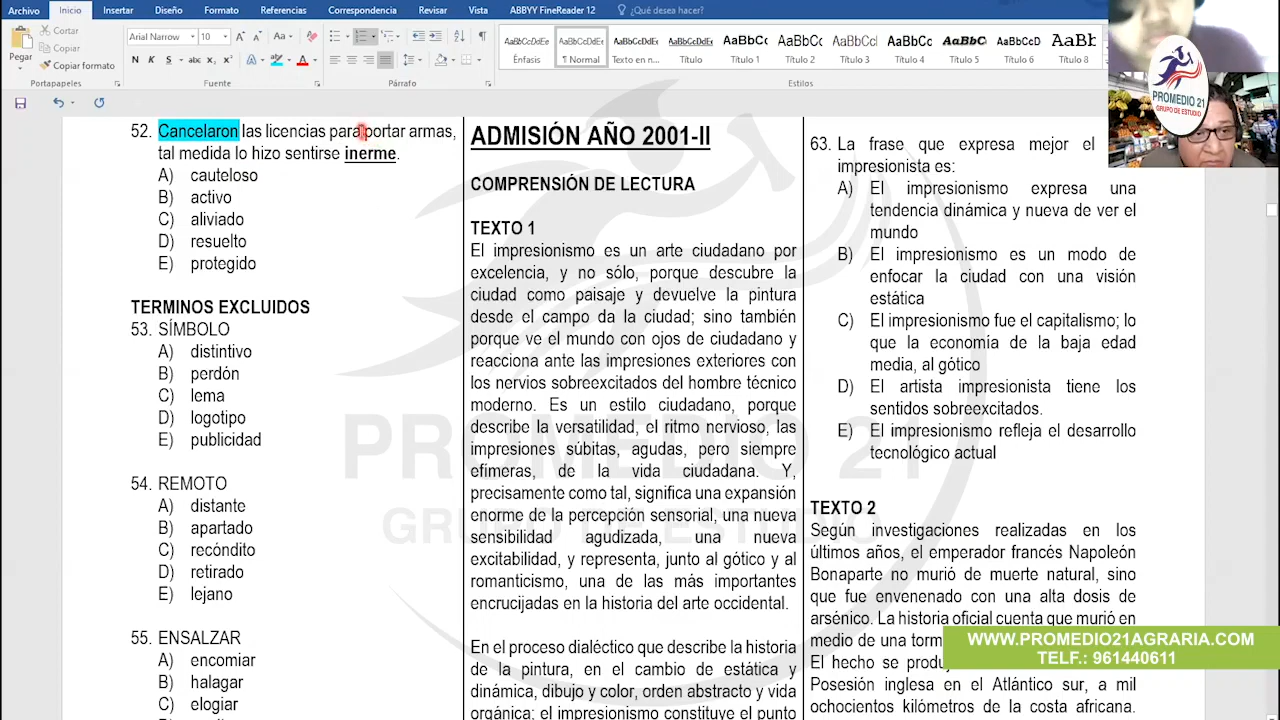 Archivo Inicio Insertar Diseño Formato Referencias Correspondencia Revisar Vista ABBYY FineReader 12 ¿Qué desea hacer?
Cortar
Copiar
Copiar formato
Pegar
Arial Narrow 10
Portapapeles Fuente Párrafo Estilos
AaBbCcDdEe AaBbCcDdEe AaBbCcDdEe AaBbCcDdEe AaBbCc AaBbCc AaBbCcI AaBbCc AaBbC AaBbCcD AaBbC
Énfasis ¶ Normal Texto en n... Título Título 1 Título 2 Título 3 Título 4 Título 5 Título 6 Título 8
PROMEDIO 21
GRUPO DE ESTUDIO
52. Cancelaron las licencias para portar armas,
tal medida lo hizo sentirse inerme.
A) cauteloso
B) activo
C) aliviado
D) resuelto
E) protegido
TERMINOS EXCLUIDOS
53. SÍMBOLO
A) distintivo
B) perdón
C) lema
D) logotipo
E) publicidad
54. REMOTO
A) distante
B) apartado
C) recóndito
D) retirado
E) lejano
55. ENSALZAR
A) encomiar
B) halagar
C) elogiar
ADMISIÓN AÑO 2001-II
COMPRENSIÓN DE LECTURA
TEXTO 1
El impresionismo es un arte ciudadano por
excelencia, y no sólo, porque descubre la
ciudad como paisaje y devuelve la pintura
desde el campo da la ciudad; sino también
porque ve el mundo con ojos de ciudadano y
reacciona ante las impresiones exteriores con
los nervios sobreexcitados del hombre técnico
moderno. Es un estilo ciudadano, porque
describe la versatilidad, el ritmo nervioso, las
impresiones súbitas, agudas, pero siempre
efímeras, de la vida ciudadana. Y,
precisamente como tal, significa una expansión
enorme de la percepción sensorial, una nueva
sensibilidad agudizada, una nueva
excitabilidad, y representa, junto al gótico y al
romanticismo, una de las más importantes
encrucijadas en la historia del arte occidental.
En el proceso dialéctico que describe la historia
de la pintura, en el cambio de estática y
dinámica, dibujo y color, orden abstracto y vida
orgánica; el impresionismo constituye el punto
63. La frase que expresa mejor el
impresionista es:
A) El impresionismo expresa una
tendencia dinámica y nueva de ver el
mundo
B) El impresionismo es un modo de
enfocar la ciudad con una visión
estática
C) El impresionismo fue el capitalismo; lo
que la economía de la baja edad
media, al gótico
D) El artista impresionista tiene los
sentidos sobreexcitados.
E) El impresionismo refleja el desarrollo
tecnológico actual
TEXTO 2
Según investigaciones realizadas en los
últimos años, el emperador francés Napoleón
Bonaparte no murió de muerte natural, sino
que fue envenenado con una alta dosis de
arsénico. La historia oficial cuenta que murió en
medio de una torm
El hecho se produj
Posesión inglesa en el Atlántico sur, a mil
ochocientos kilómetros de la costa africana.
PROMEDIO 21
GRUPO DE ESTUDIO
WWW.PROMEDIO21AGRARIA.COM
TELF.: 961440611